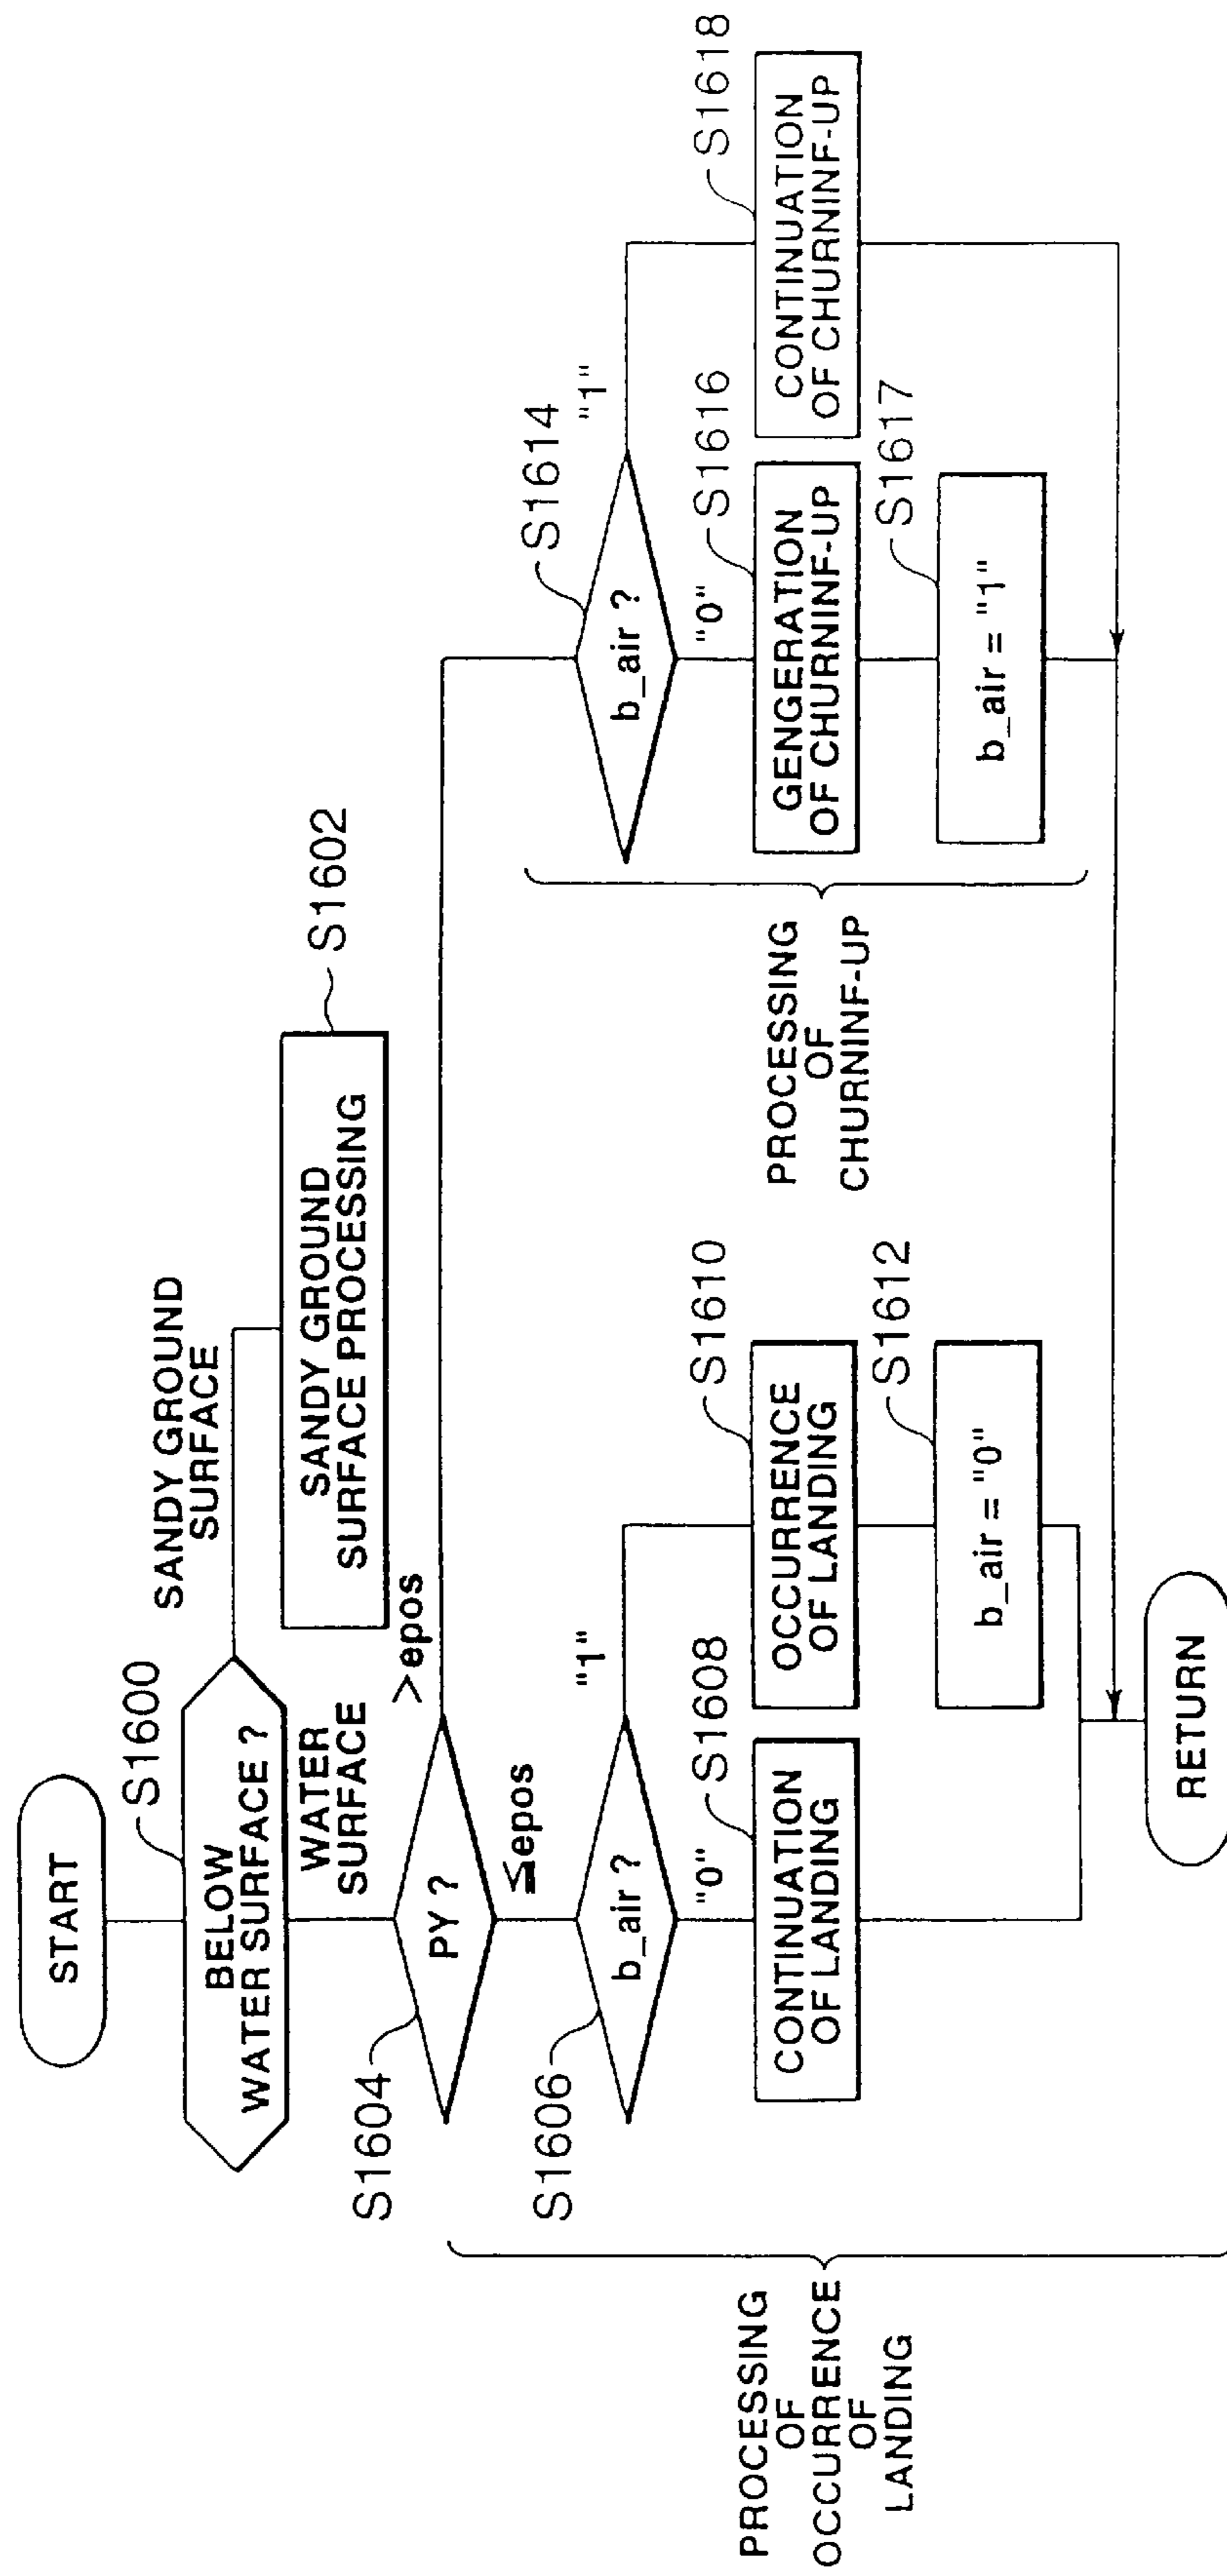 START
S1600
BELOW
WATER SURFACE ?
SANDY GROUND
SURFACE
S1602
SANDY GROUND
SURFACE PROCESSING
WATER
SURFACE
S1604
PY ?
>epos
≦epos
S1606
b_air ?
"1"
"0"
S1608
CONTINUATION
OF LANDING
S1610
OCCURRENCE
OF LANDING
S1612
b_air = "0"
PROCESSING
OF
OCCURRENCE
OF
LANDING
S1614
b_air ?
"1"
"0"
S1616
GENGERATION
OF CHURNINF-UP
S1617
b_air = "1"
S1618
CONTINUATION
OF CHURNINF-UP
PROCESSING
OF
CHURNINF-UP
RETURN